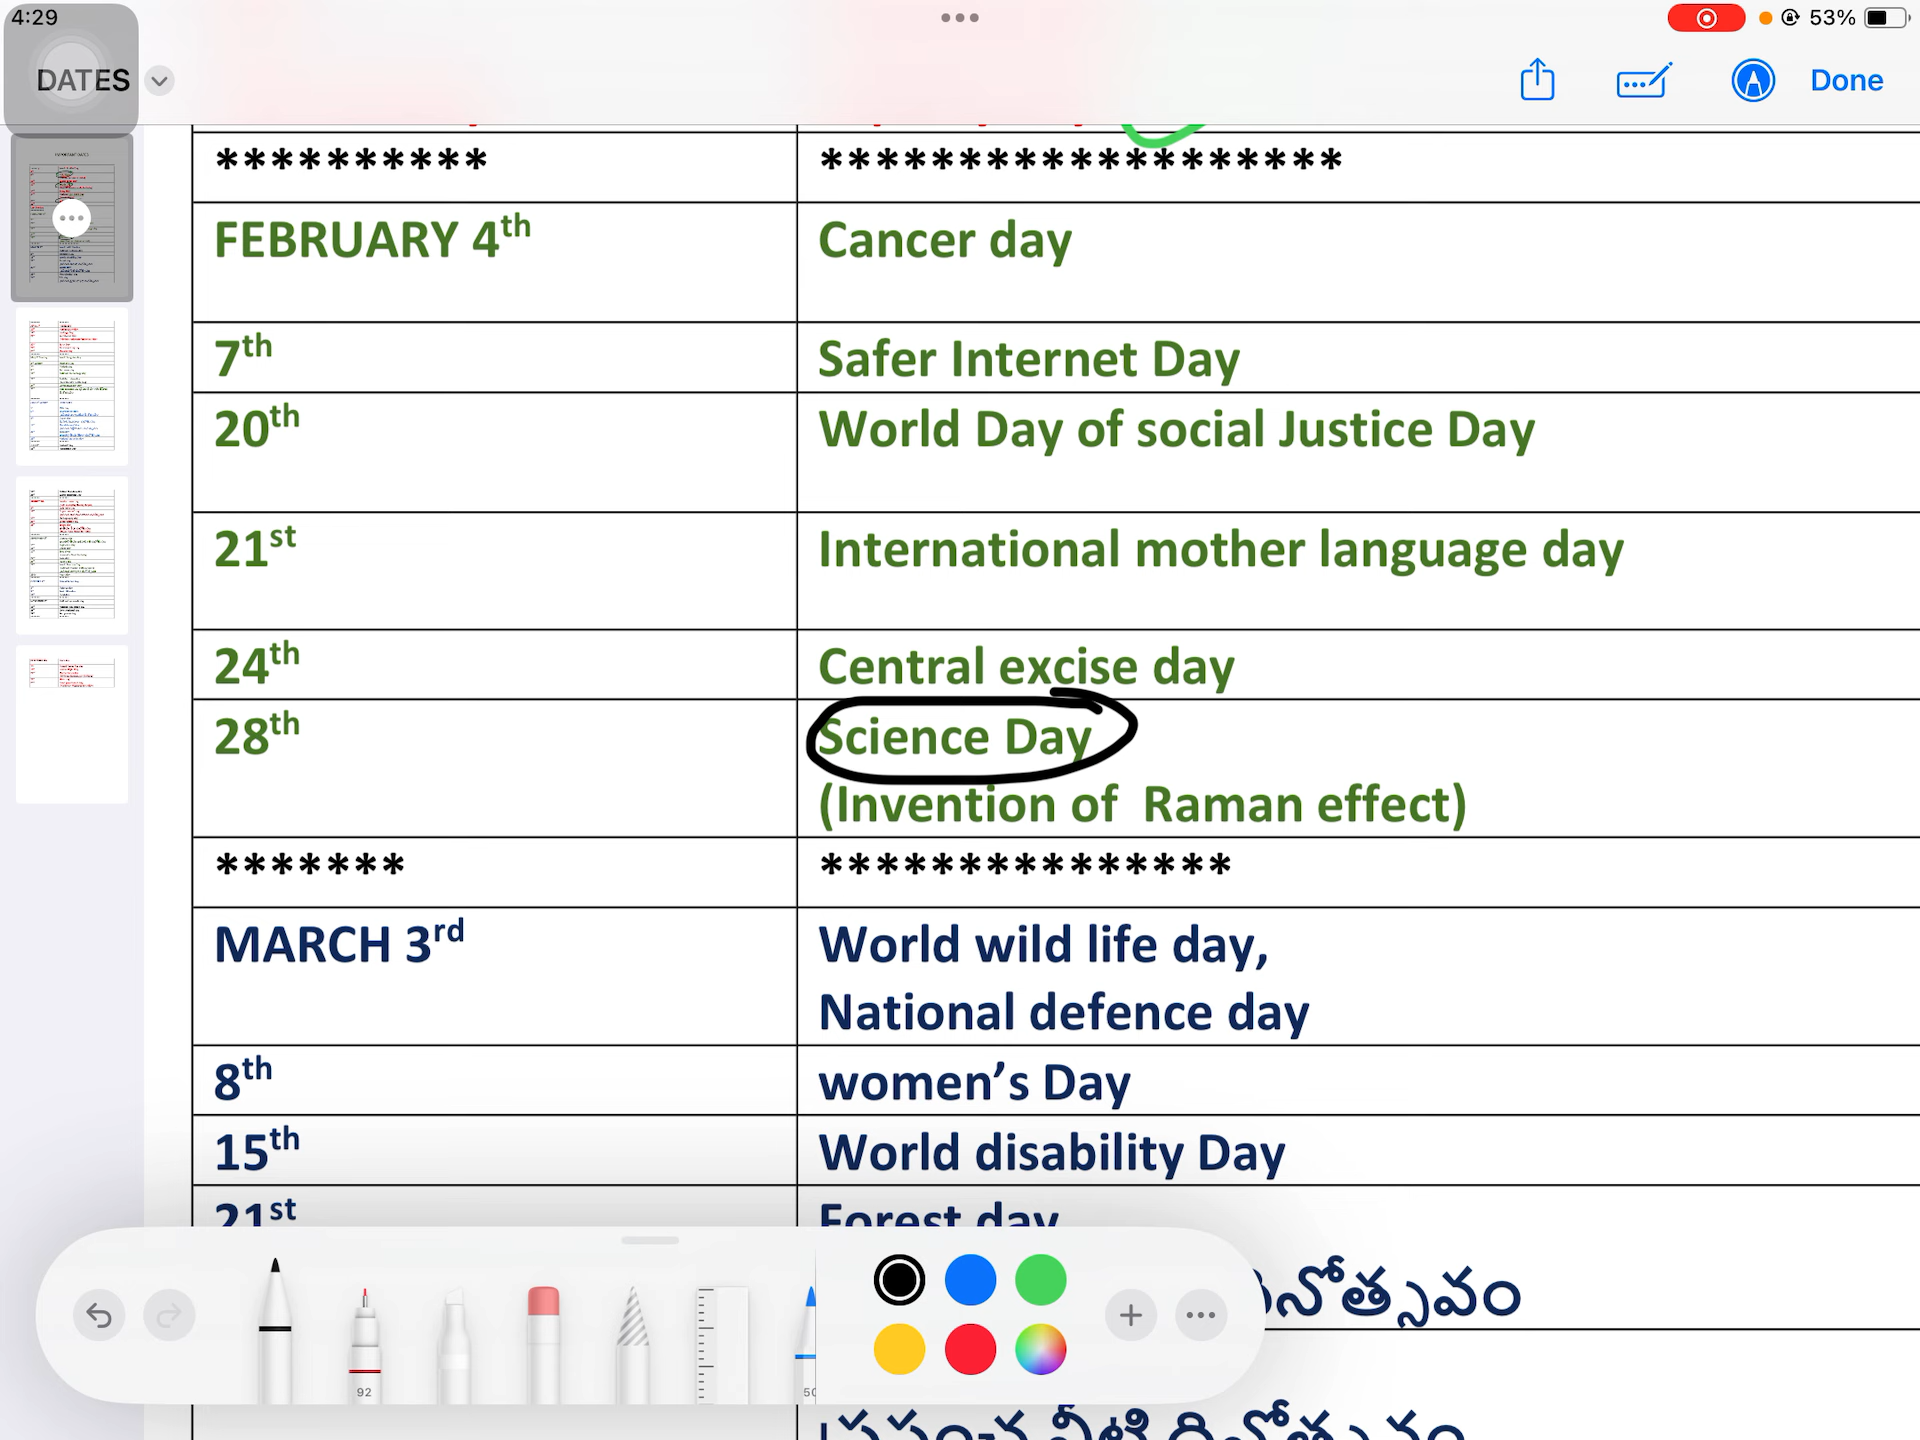 4:29
53%
DATES
Done
********** *******************
FEBRUARY 4th Cancer day
7th Safer Internet Day
20th World Day of social Justice Day
21st International mother language day
24th Central excise day
28th Science Day
(Invention of Raman effect)
******* ***************
MARCH 3rd World wild life day,
National defence day
8th women’s Day
15th World disability Day
21st Forest day
92
50